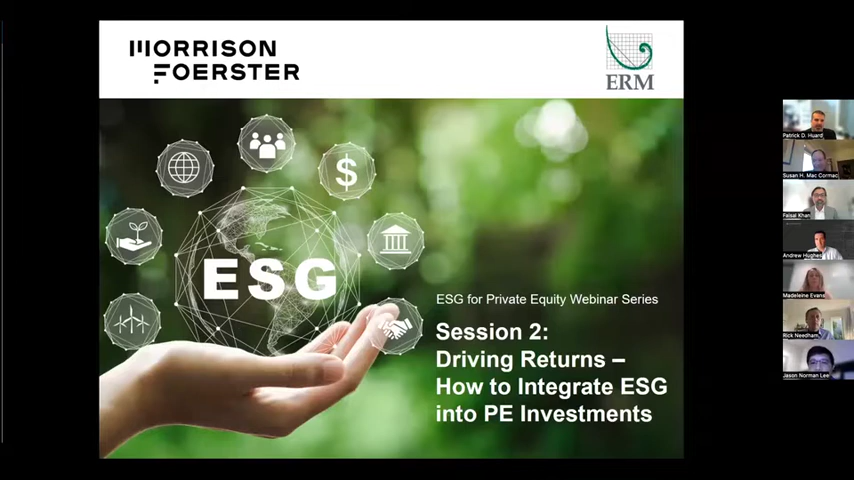 MORRISON
FOERSTER
ERM
$
ESG
ESG for Private Equity Webinar Series
Session 2:
Driving Returns –
How to Integrate ESG
into PE Investments
Patrick D. Huard
Susan H. Mac Cormac
Faisal Khan
Andrew Hughes
Madeleine Evans
Rick Needham
Jason Norman Lee